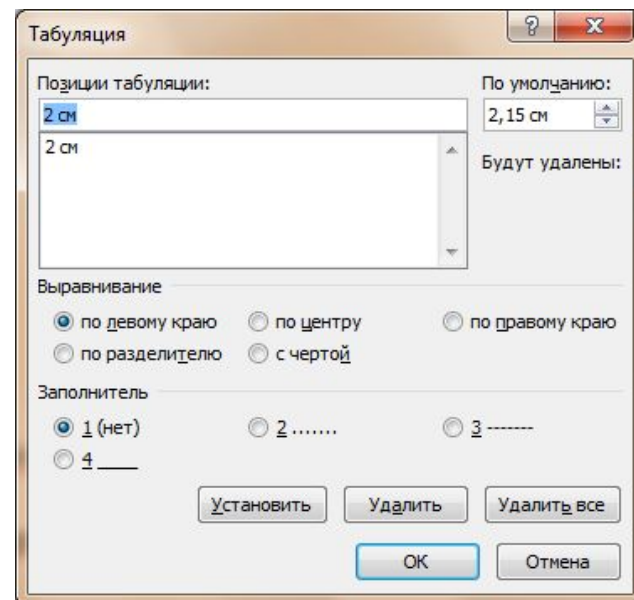 Табуляция
Позиции табуляции:
По умолчанию:
2 см
2,15 см
2 см
Будут удалены:
Выравнивание
по левому краю
по центру
по правому краю
по разделителю
с чертой
Заполнитель
1 (нет)
2 .......
3 -------
4 ____
Установить
Удалить
Удалить все
ОК
Отмена